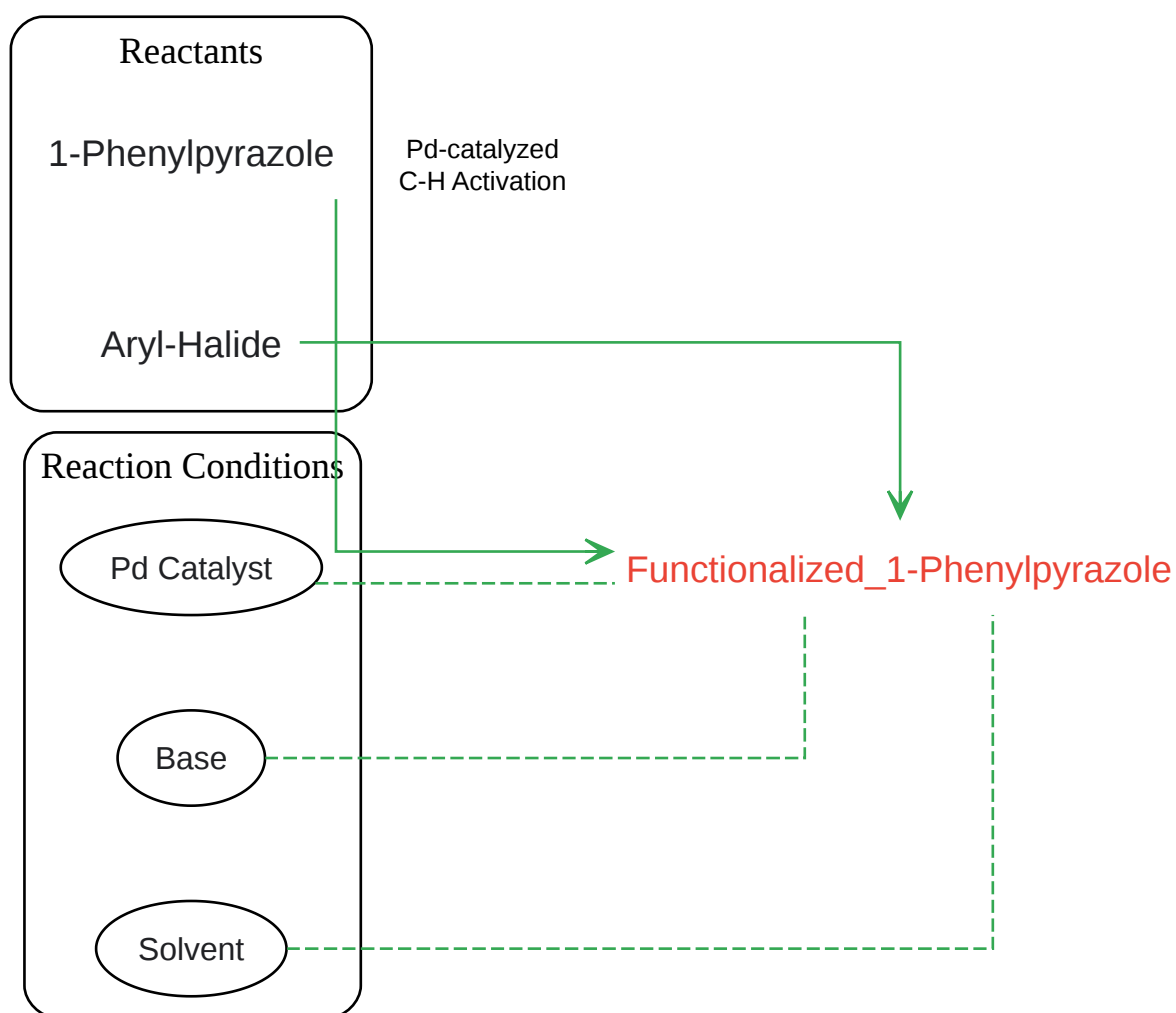 Reactants
1-Phenylpyrazole
Pd-catalyzed
C-H Activation
Aryl-Halide
Reaction Conditions
Pd Catalyst
Functionalized_1-Phenylpyrazole
Base
Solvent